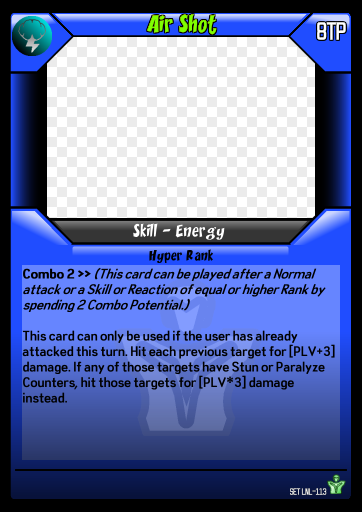 Air Shot
8TP
Skill - Energy
Hyper Rank
Combo 2 >> (This card can be played after a Normal
attack or a Skill or Reaction of equal or higher Rank by
spending 2 Combo Potential.)
This card can only be used if the user has already
attacked this turn. Hit each previous target for [PLV+3]
damage. If any of those targets have Stun or Paralyze
Counters, hit those targets for [PLV*3] damage
instead.
SET LNL-113